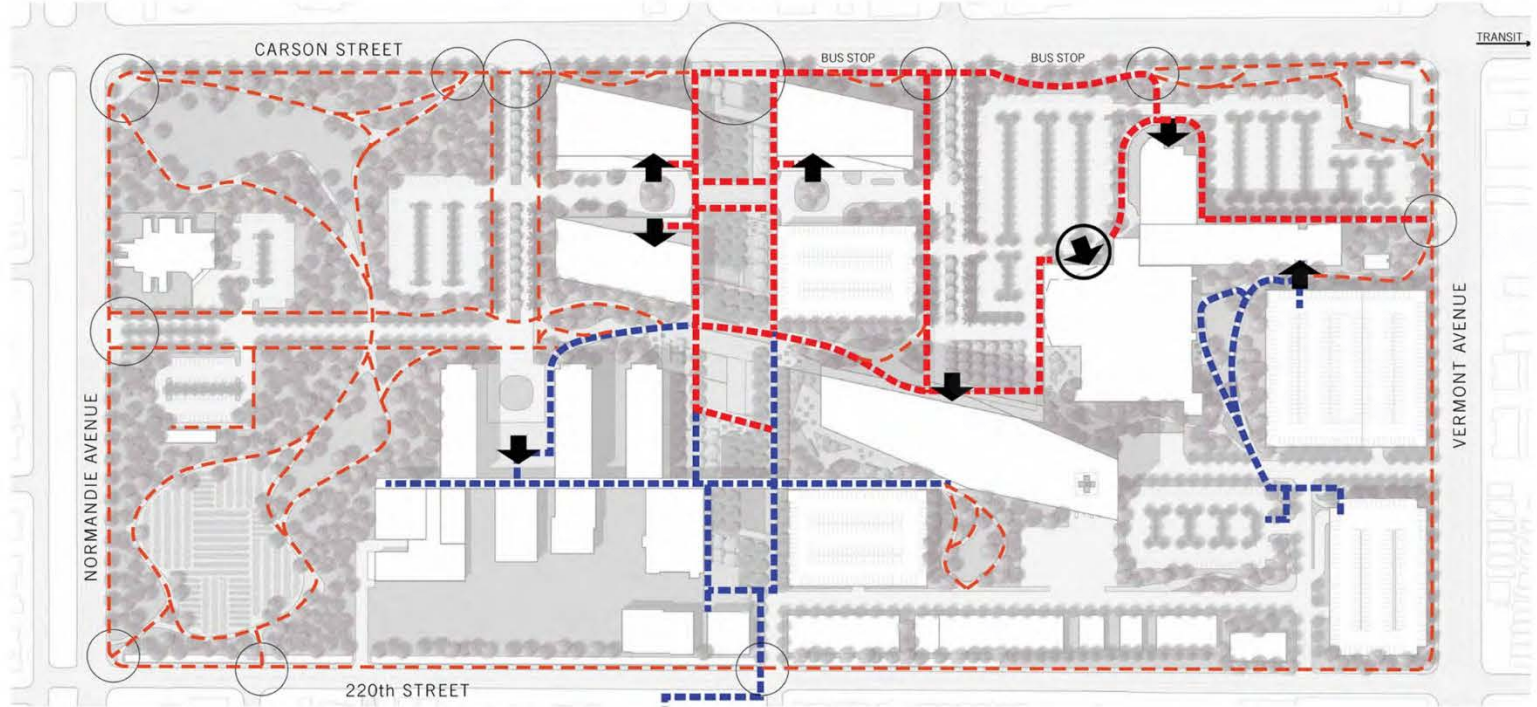 TRANSIT
CARSON STREET
BUS STOP
BUS STOP
NORMANDIE AVENUE
VERMONT AVENUE
220th STREET